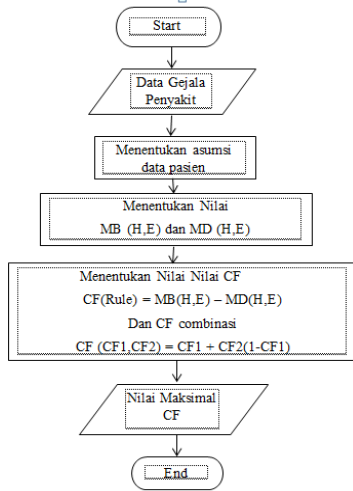 Start
Data Gejala
Penyakit
Menentukan asumsi
data pasien
Menentukan Nilai
MB (H,E) dan MD (H,E)
Menentukan Nilai Nilai CF
CF(Rule) = MB(H,E) – MD(H,E)
Dan CF combinasi
CF (CF1,CF2) = CF1 + CF2(1-CF1)
Nilai Maksimal
CF
End